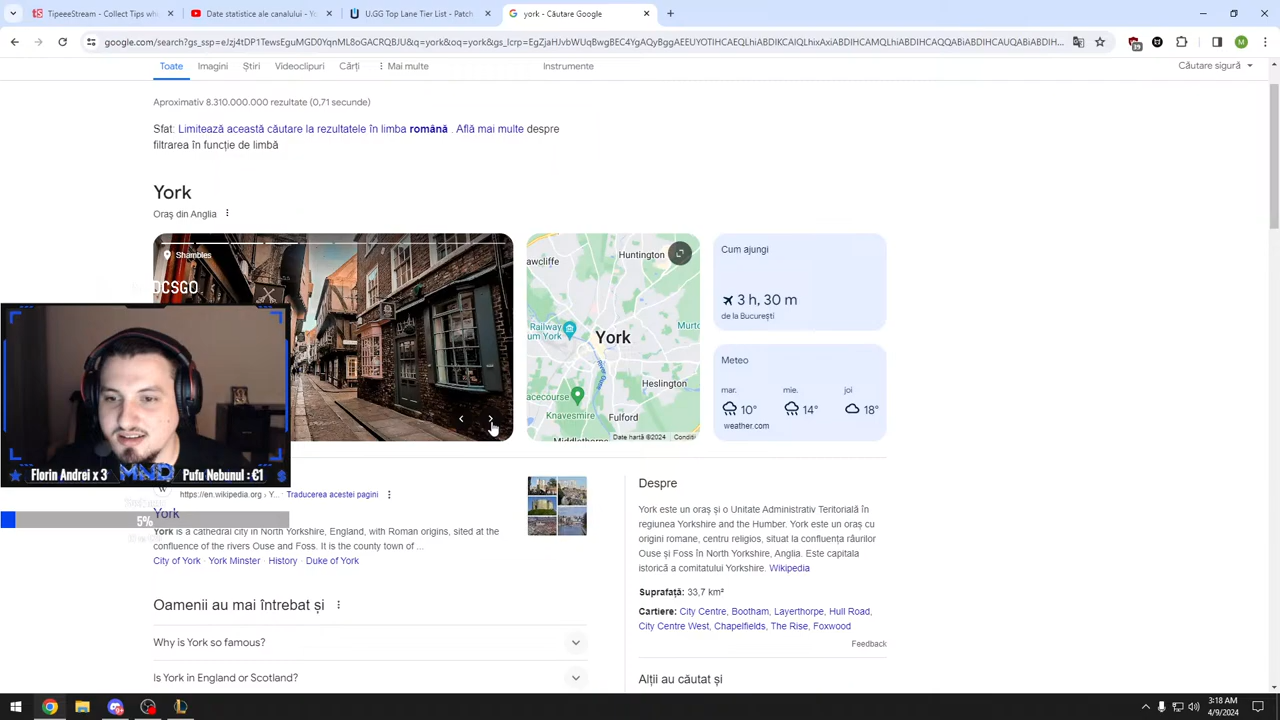 TipeeeStream - Collect Tips wh
Date statistice ale canalului - Yo
U.GG Top Lane Tier List - Patch
york - Căutare Google
Toate
Imagini
Știri
Videoclipuri
Cărți
Mai multe
Instrumente
Căutare sigură
Aproximativ 8.310.000.000 rezultate (0,71 secunde)
Sfat: Limitează această căutare la rezultatele în limba română . Află mai multe despre
filtrarea în funcție de limbă
York
Oraș din Anglia
Shambles
OCSGO
awcliffe
Huntington
Railway
um York
York
Murto
Heslington
acecourse
Knavesmire
Fulford
Middlethorpe
Date hartă ©2024
Condiți
Cum ajungi
3 h, 30 m
de la București
Meteo
mar.
mie.
joi
10°
14°
18°
weather.com
Florin Andrei x 3
MND
Pufu Nebunul : €1
5%
https://en.wikipedia.org › Y...
Traducerea acestei pagini
York
York is a cathedral city in North Yorkshire, England, with Roman origins, sited at the
confluence of the rivers Ouse and Foss. It is the county town of ...
City of York · York Minster · History · Duke of York
Oamenii au mai întrebat și
Why is York so famous?
Is York in England or Scotland?
Despre
York este un oraș și o Unitate Administrativ Teritorială în
regiunea Yorkshire and the Humber. York este un oraș cu
origini romane, centru religios, situat la confluența râurilor
Ouse și Foss în North Yorkshire, Anglia. Este capitala
istorică a comitatului Yorkshire. Wikipedia
Suprafață: 33,7 km²
Cartiere: City Centre, Bootham, Layerthorpe, Hull Road,
City Centre West, Chapelfields, The Rise, Foxwood
Feedback
Alții au căutat și
3:18 AM
4/9/2024